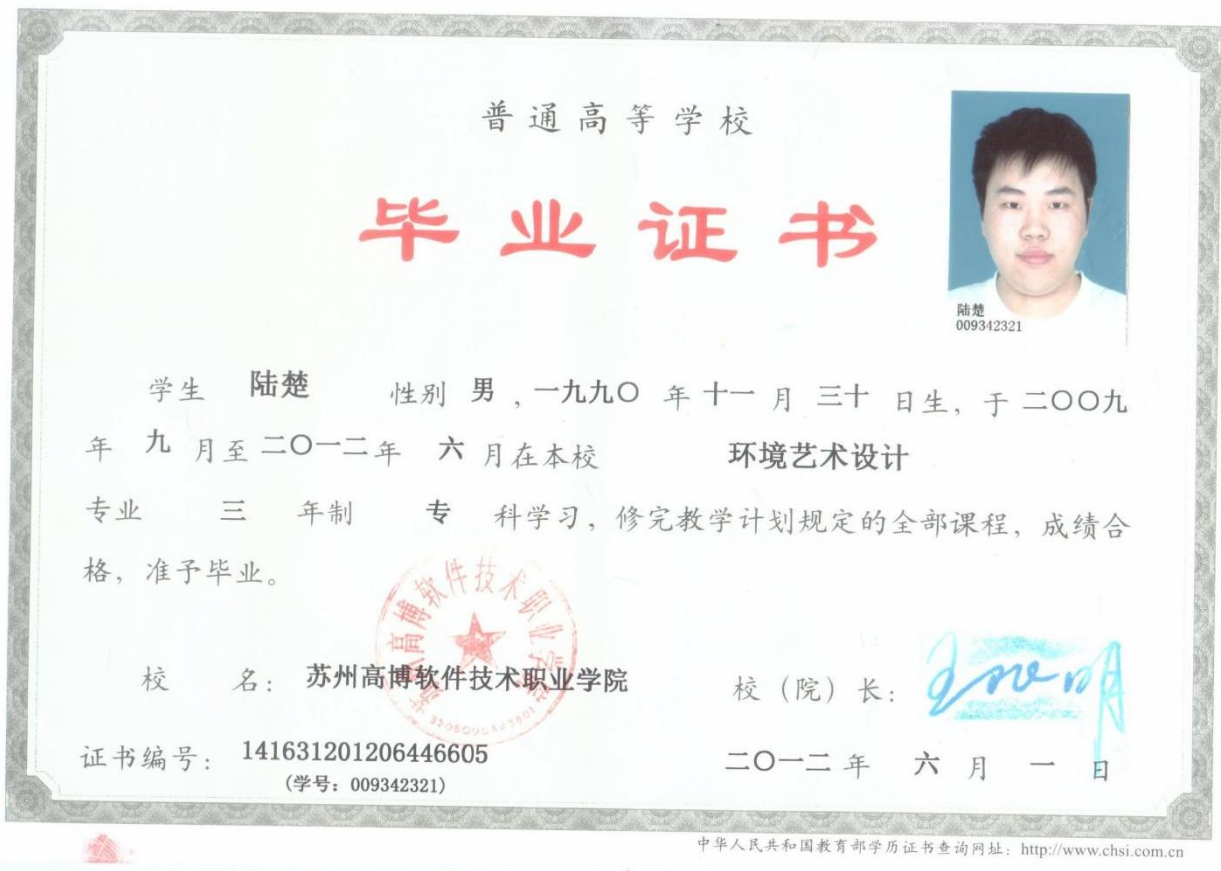 普通高等学校
毕业证书
陆楚
009342321
学生 陆楚 性别 男，一九九〇 年 十一 月 三十 日生，于 二〇〇九
年 九 月至 二〇一二年 六 月在本校 环境艺术设计
专业 三 年制 专 科学习，修完教学计划规定的全部课程，成绩合
格，准予毕业。
校 名： 苏州高博软件技术职业学院
校（院）长：
证书编号： 141631201206446605
（学号：009342321）
二〇一二 年 六 月 一 日
中华人民共和国教育部学历证书查询网址：http://www.chsi.com.cn